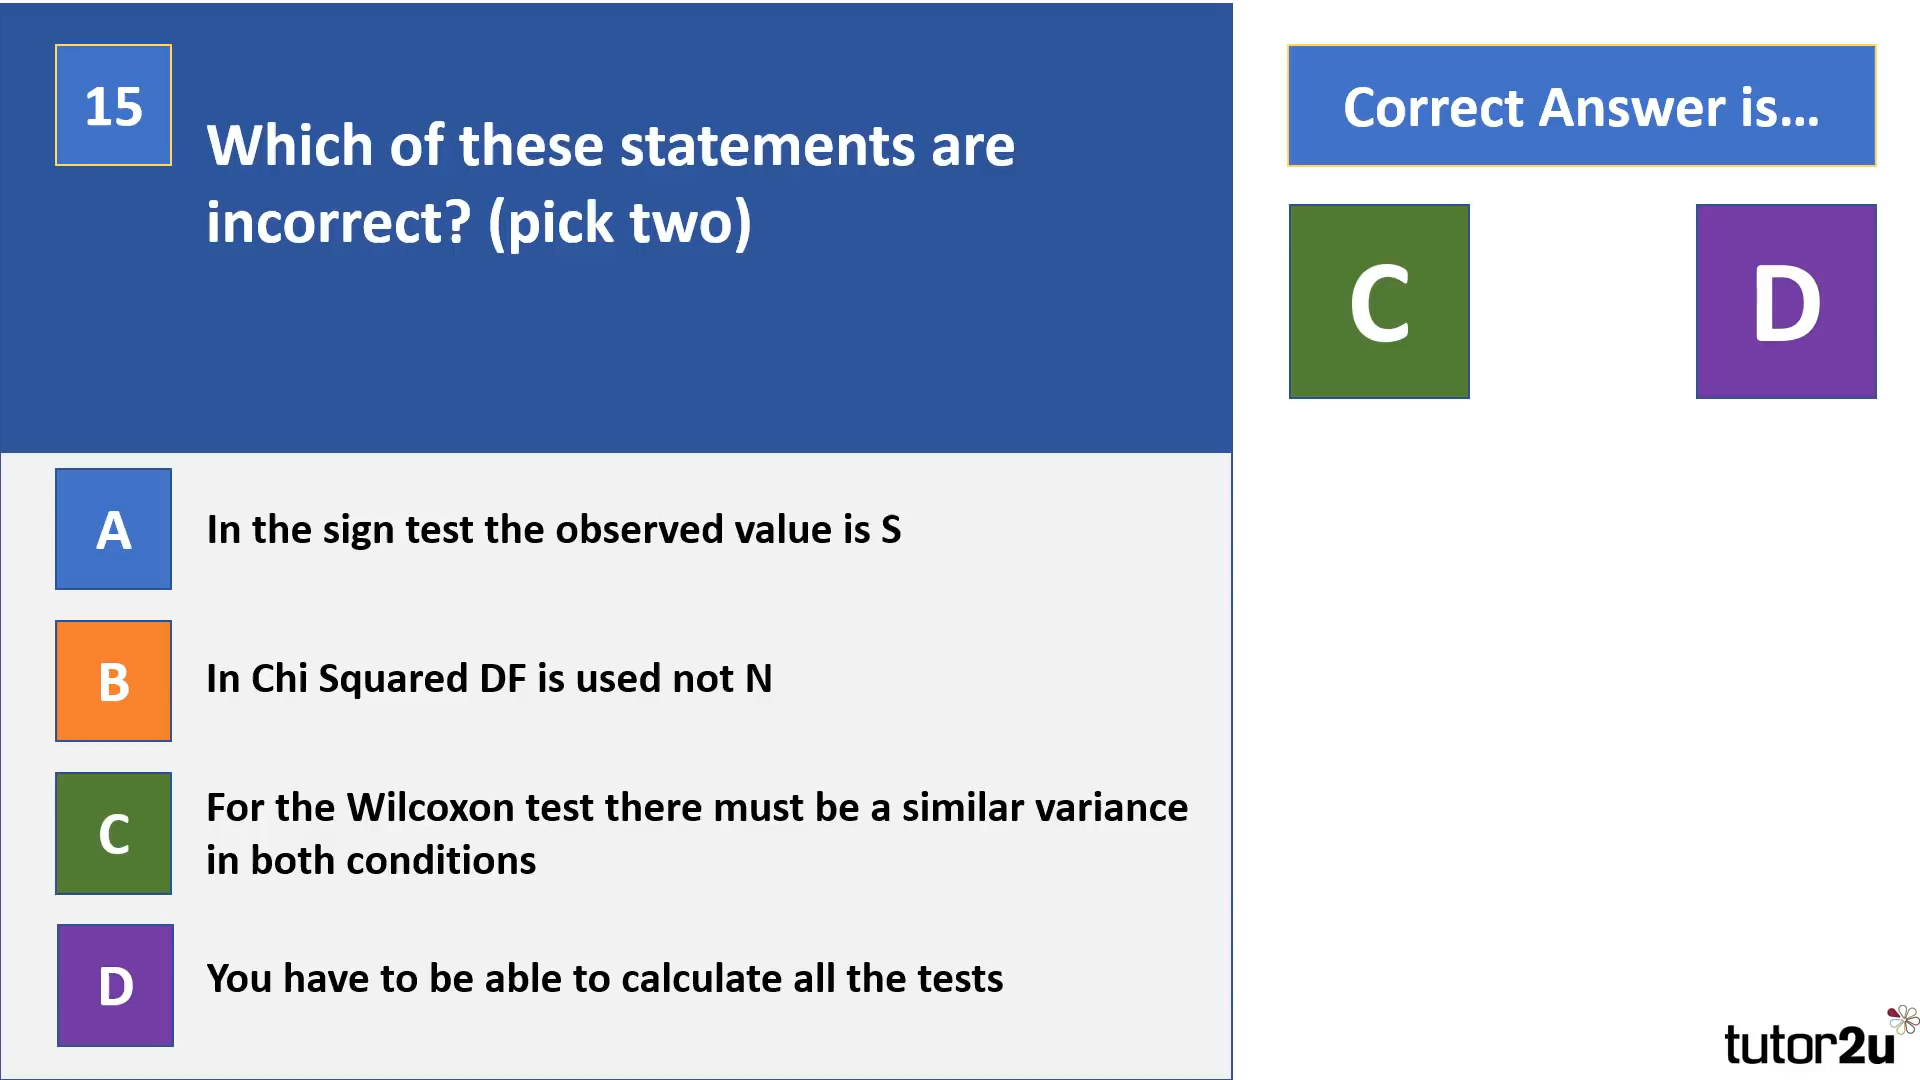 15
Which of these statements are
incorrect? (pick two)
A
In the sign test the observed value is S
B
In Chi Squared DF is used not N
C
For the Wilcoxon test there must be a similar variance
in both conditions
D
You have to be able to calculate all the tests
Correct Answer is...
C
D
tutor2u